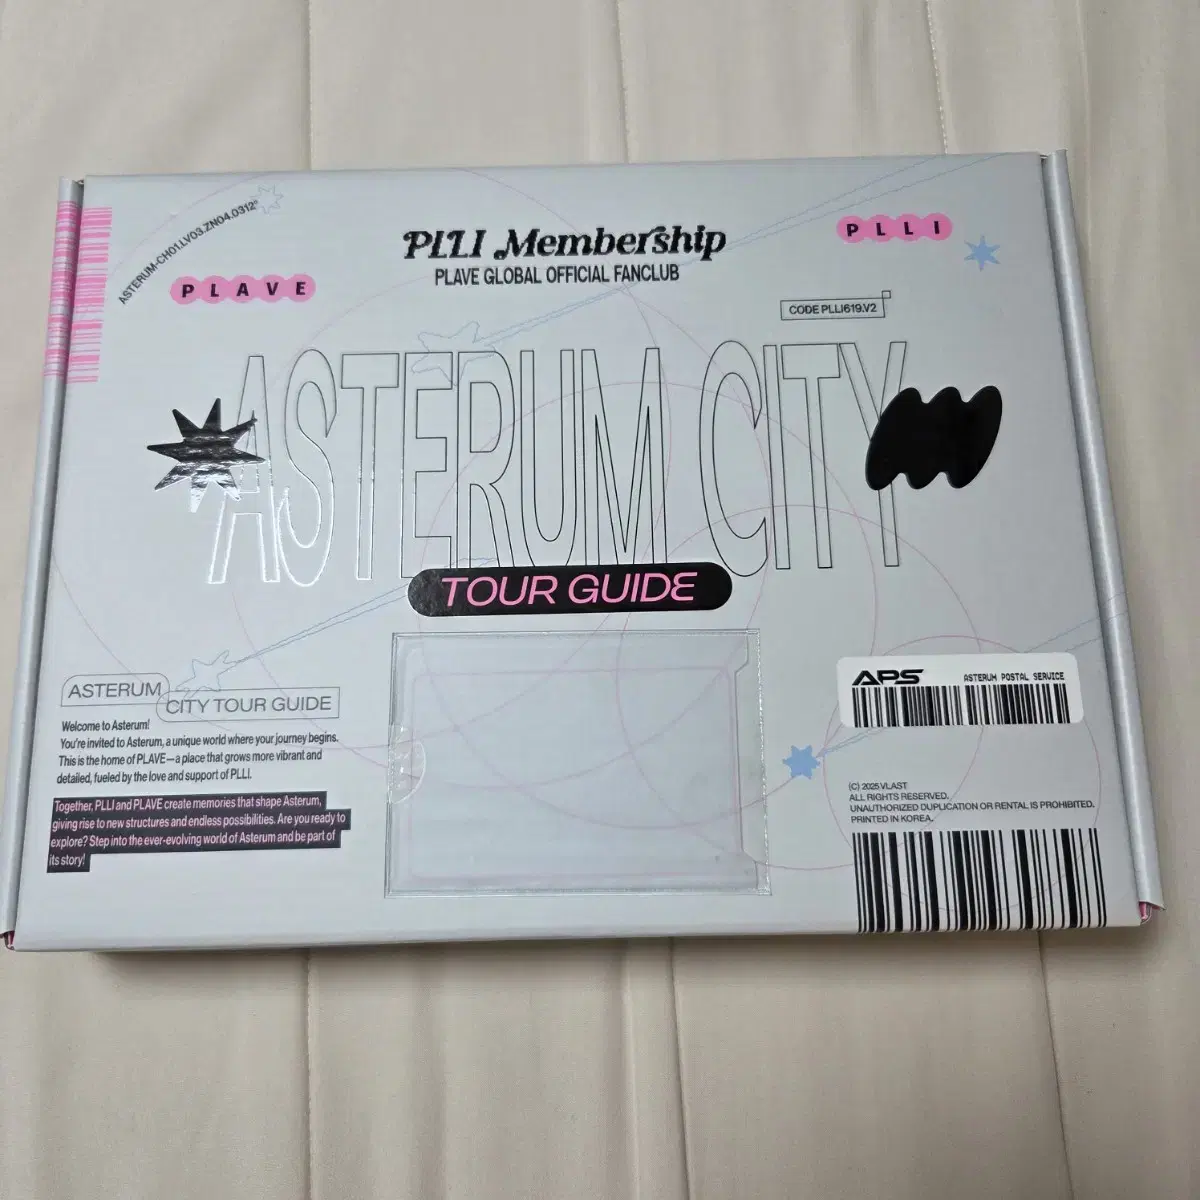 ASTERUM-CH01.LV03.ZN04.0312°
PLAVE
PLLI Membership
PLAVE GLOBAL OFFICIAL FANCLUB
PLLI
CODE PLLI619.V2
ASTERUM CITY
TOUR GUIDE
ASTERUM
CITY TOUR GUIDE
Welcome to Asterum!
You're invited to Asterum, a unique world where your journey begins.
This is the home of PLAVE—a place that grows more vibrant and
detailed, fueled by the love and support of PLLI.
Together, PLLI and PLAVE create memories that shape Asterum,
giving rise to new structures and endless possibilities. Are you ready to
explore? Step into the ever-evolving world of Asterum and be part of
its story!
APS
ASTERUM POSTAL SERVICE
(C) 2025 VLAST
ALL RIGHTS RESERVED.
UNAUTHORIZED DUPLICATION OR RENTAL IS PROHIBITED.
PRINTED IN KOREA.